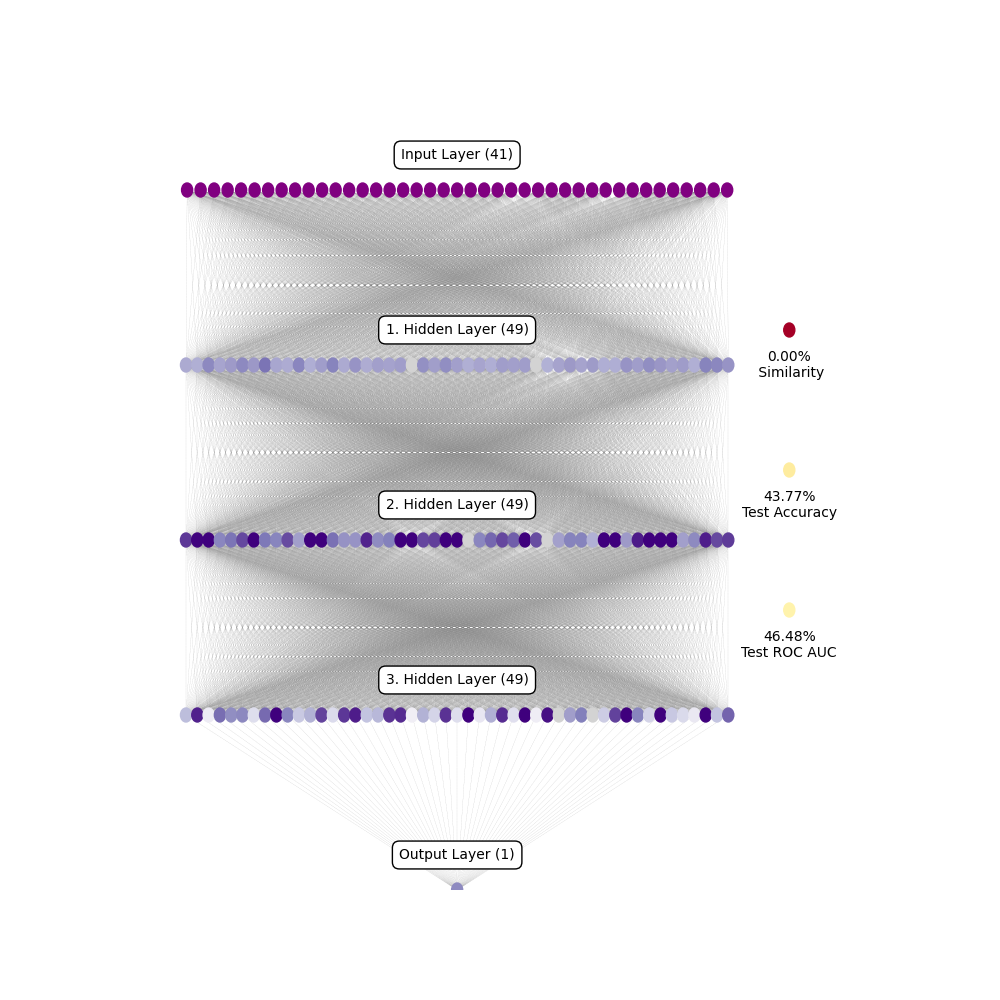 Input Layer (41)
1. Hidden Layer (49)
0.00%
Similarity
43.77%
Test Accuracy
2. Hidden Layer (49)
46.48%
Test ROC AUC
3. Hidden Layer (49)
Output Layer (1)